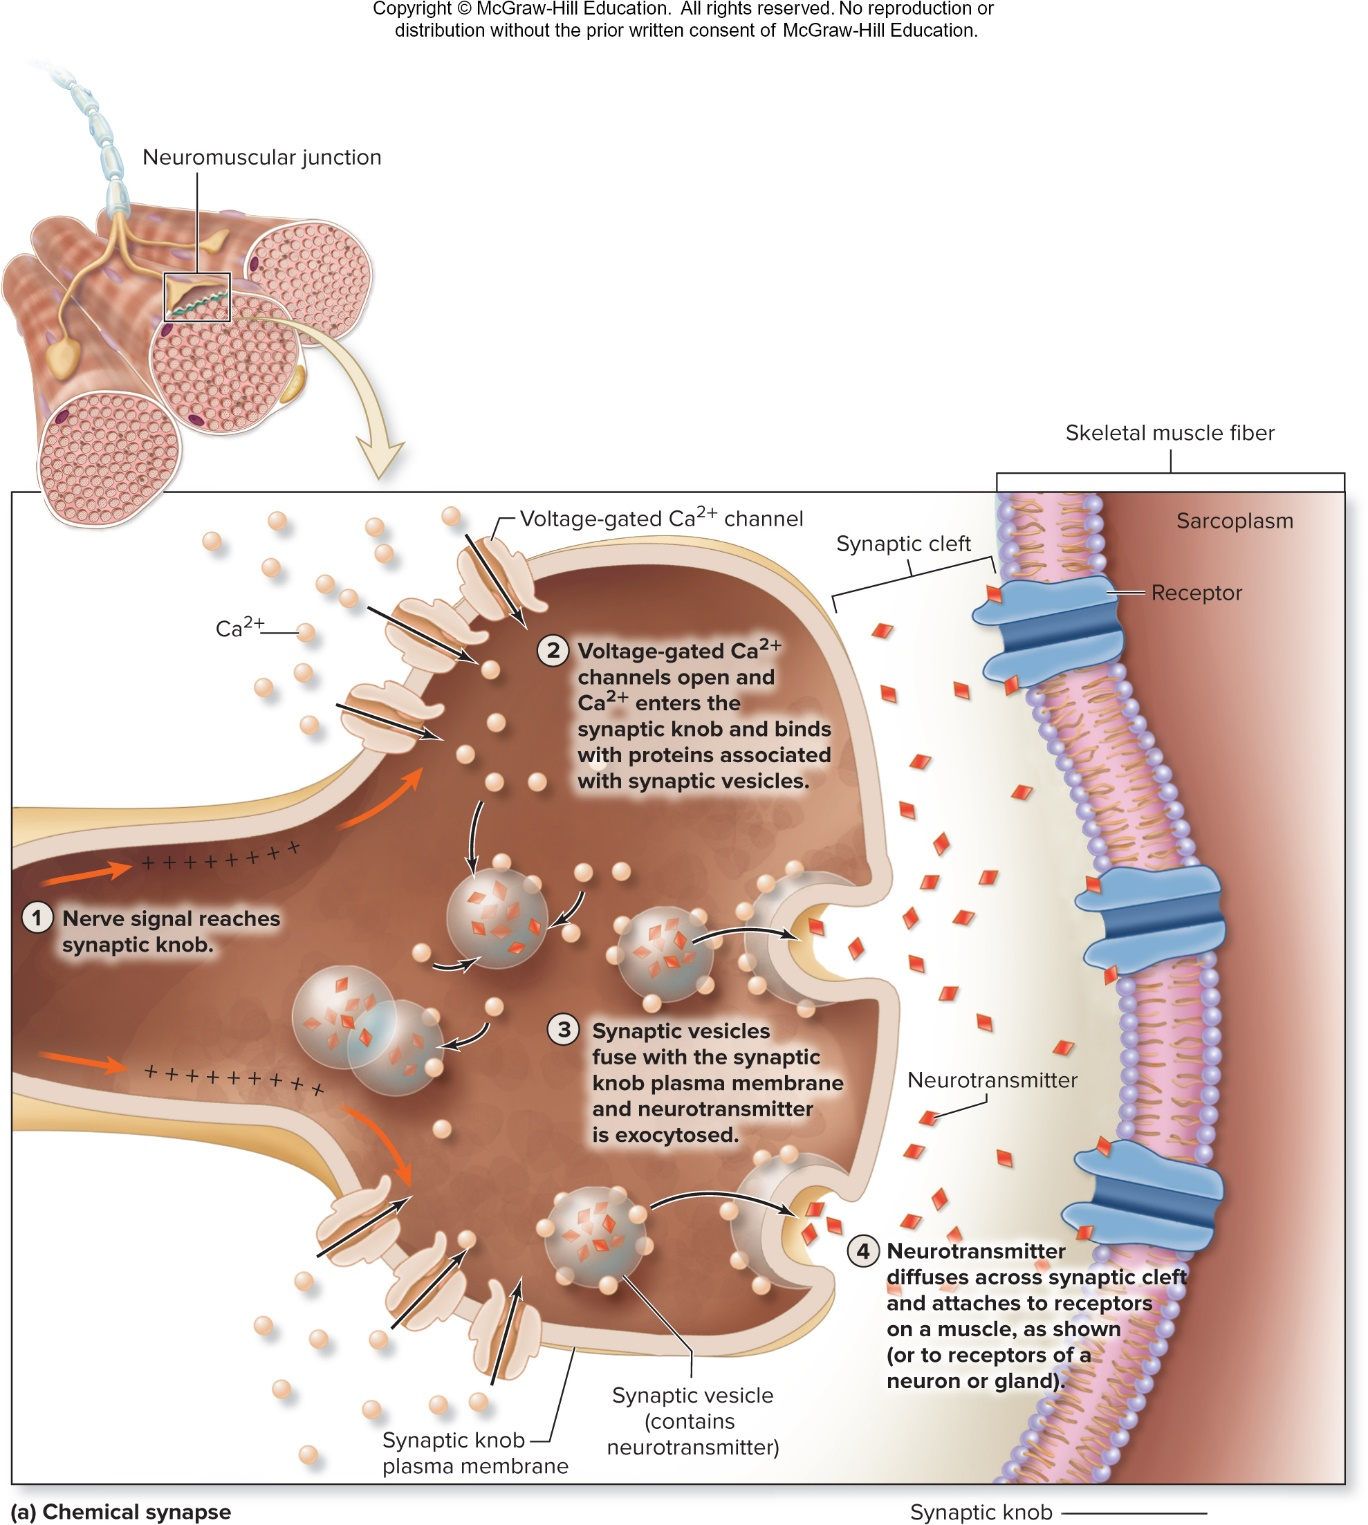 Copyright © McGraw-Hill Education. All rights reserved. No reproduction or
distribution without the prior written consent of McGraw-Hill Education.
Neuromuscular junction
Skeletal muscle fiber
Voltage-gated Ca2+ channel
Sarcoplasm
Synaptic cleft
Receptor
Ca2+
2 Voltage-gated Ca2+
channels open and
Ca2+ enters the
synaptic knob and binds
with proteins associated
with synaptic vesicles.
+ + + + + + + +
1 Nerve signal reaches
synaptic knob.
3 Synaptic vesicles
fuse with the synaptic
knob plasma membrane
and neurotransmitter
is exocytosed.
+ + + + + + + + +
Neurotransmitter
4 Neurotransmitter
diffuses across synaptic cleft
and attaches to receptors
on a muscle, as shown
(or to receptors of a
neuron or gland).
Synaptic vesicle
(contains
neurotransmitter)
Synaptic knob
plasma membrane
(a) Chemical synapse
Synaptic knob